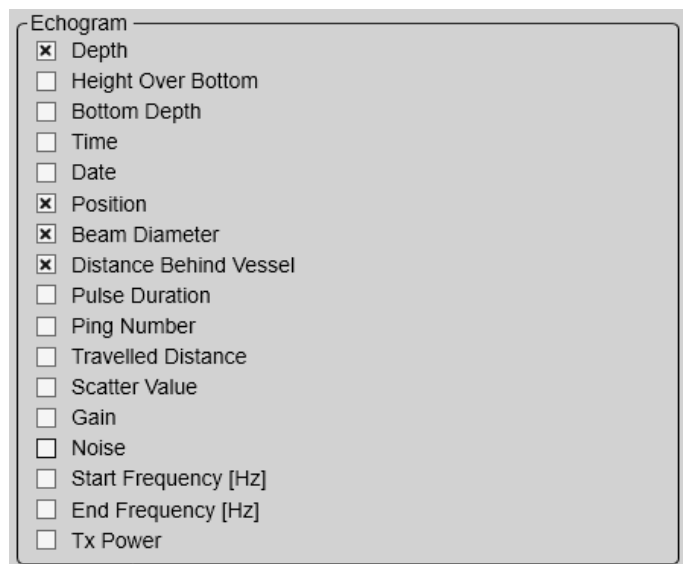 Echogram
Depth
Height Over Bottom
Bottom Depth
Time
Date
Position
Beam Diameter
Distance Behind Vessel
Pulse Duration
Ping Number
Travelled Distance
Scatter Value
Gain
Noise
Start Frequency [Hz]
End Frequency [Hz]
Tx Power